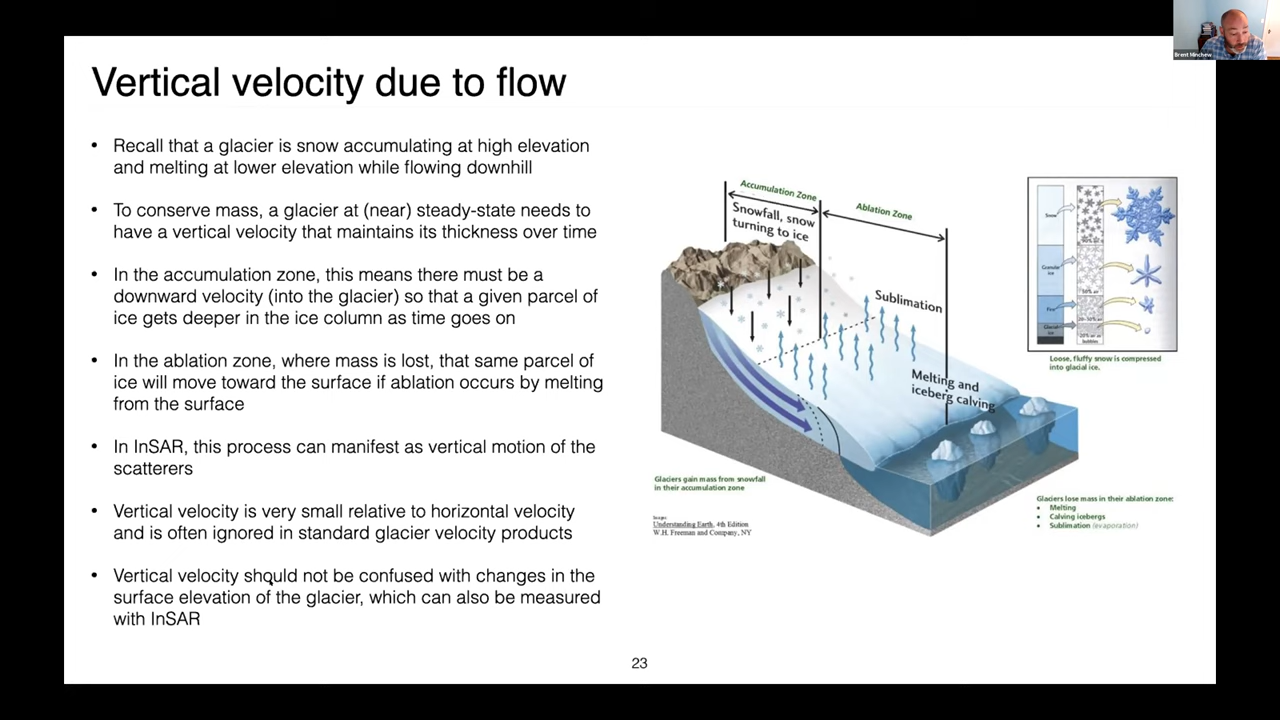 Brent Minchew
Vertical velocity due to flow
• Recall that a glacier is snow accumulating at high elevation
and melting at lower elevation while flowing downhill
• To conserve mass, a glacier at (near) steady-state needs to
have a vertical velocity that maintains its thickness over time
• In the accumulation zone, this means there must be a
downward velocity (into the glacier) so that a given parcel of
ice gets deeper in the ice column as time goes on
• In the ablation zone, where mass is lost, that same parcel of
ice will move toward the surface if ablation occurs by melting
from the surface
• In InSAR, this process can manifest as vertical motion of the
scatterers
• Vertical velocity is very small relative to horizontal velocity
and is often ignored in standard glacier velocity products
• Vertical velocity should not be confused with changes in the
surface elevation of the glacier, which can also be measured
with InSAR
Accumulation Zone
Snowfall, snow
turning to ice
Ablation Zone
Sublimation
Melting and
iceberg calving
Glaciers gain mass from snowfall
in their accumulation zone
Understanding Earth, 4th Edition
W.H. Freeman and Company, NY
Snow
Granular
ice
Firn
Glacial
ice
bubbles
Loose, fluffy snow is compressed
into glacial ice.
Glaciers lose mass in their ablation zone:
• Melting
• Calving icebergs
• Sublimation (evaporation)
23